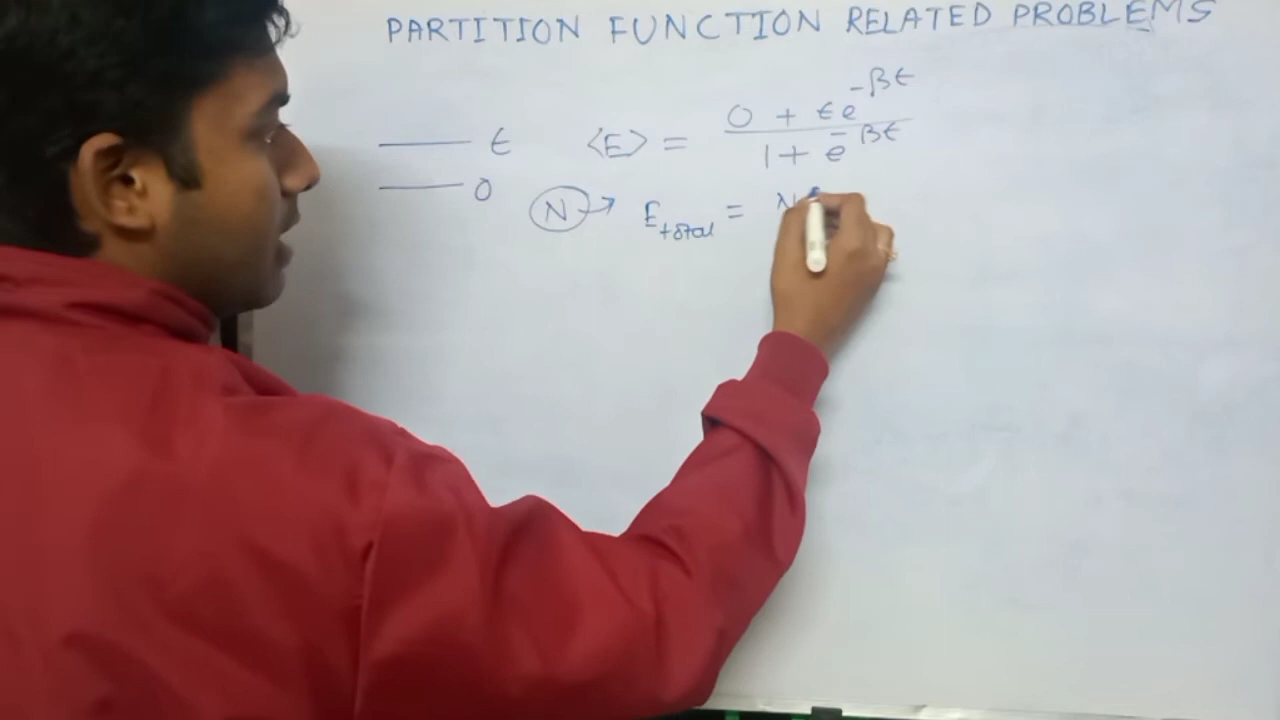 PARTITION FUNCTION RELATED PROBLEMS
—— ϵ ⟨E⟩ = (0 + ϵe^{-βϵ}) / (1 + e^{-βϵ})
—— 0
N → E_total = N